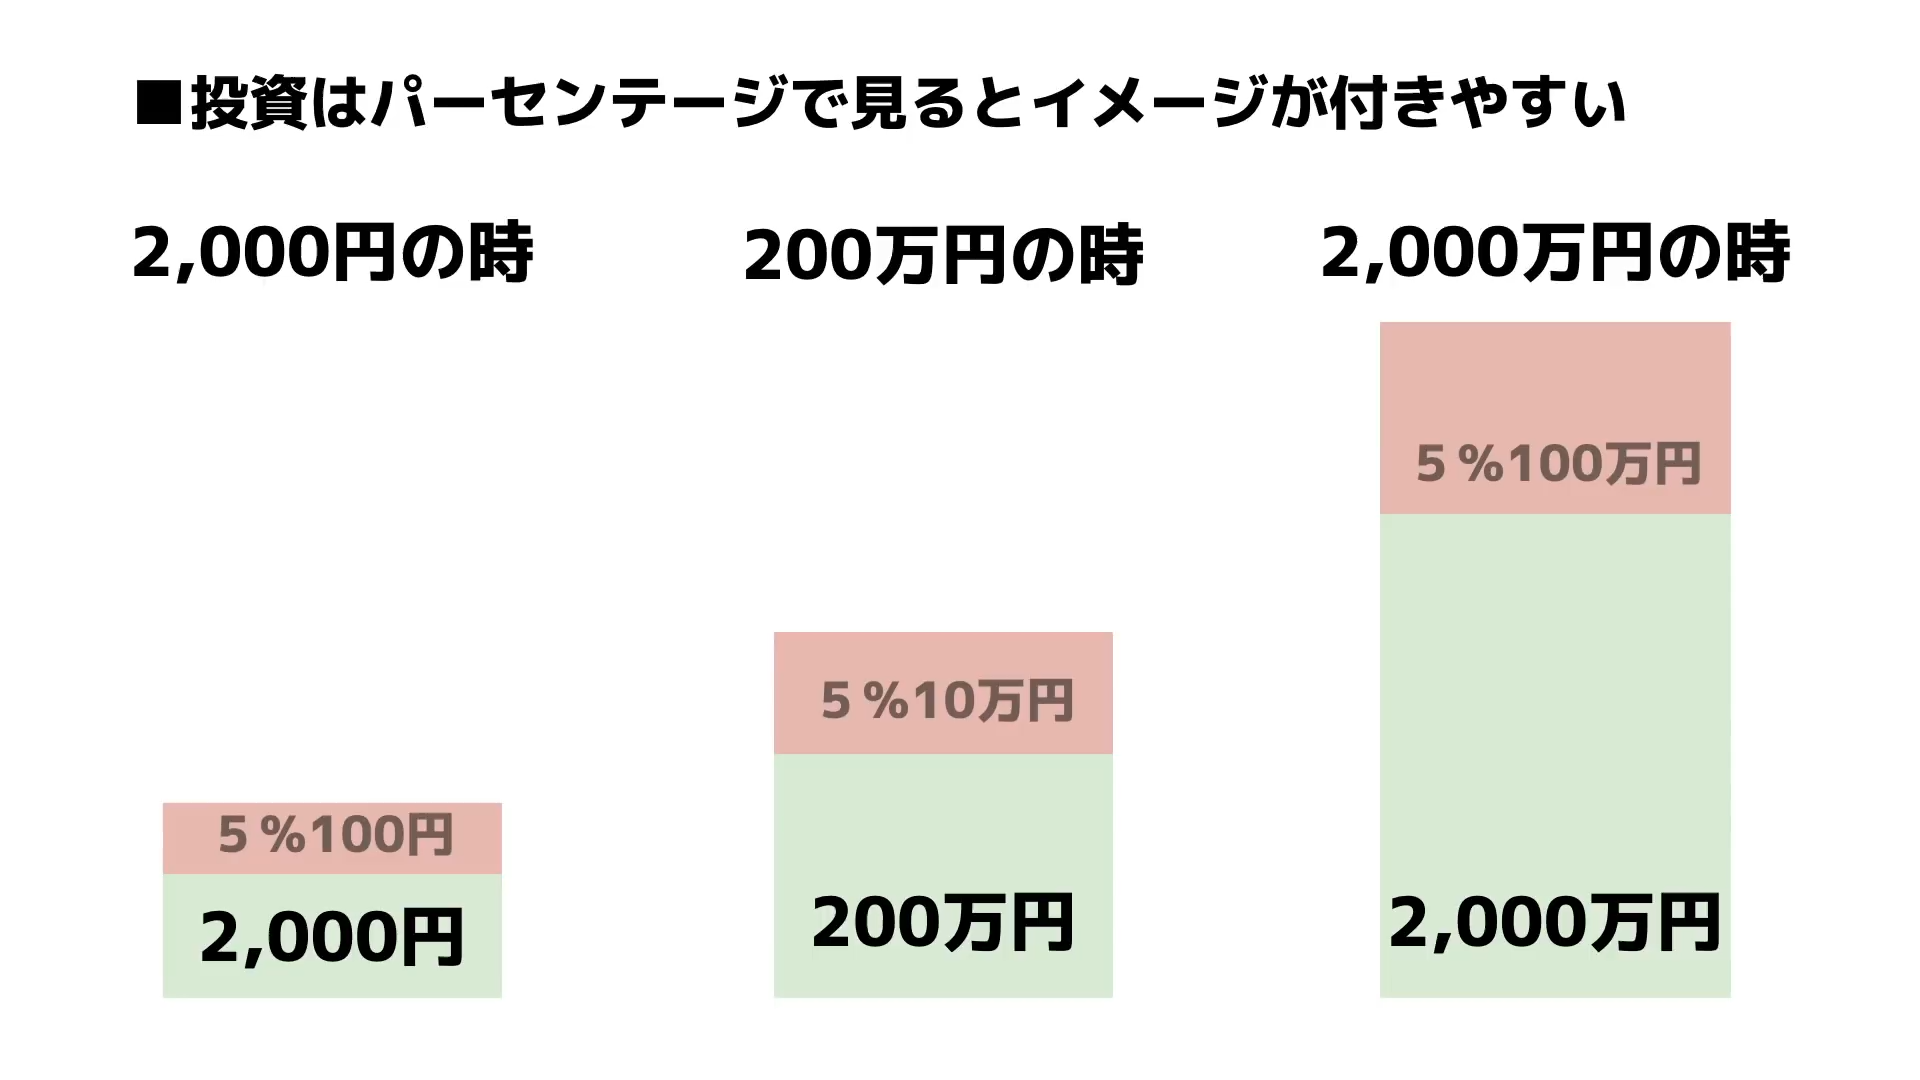 ■投資はパーセンテージで見るとイメージが付きやすい
2,000円の時
200万円の時
2,000万円の時
5%100円
2,000円
5%10万円
200万円
5%100万円
2,000万円